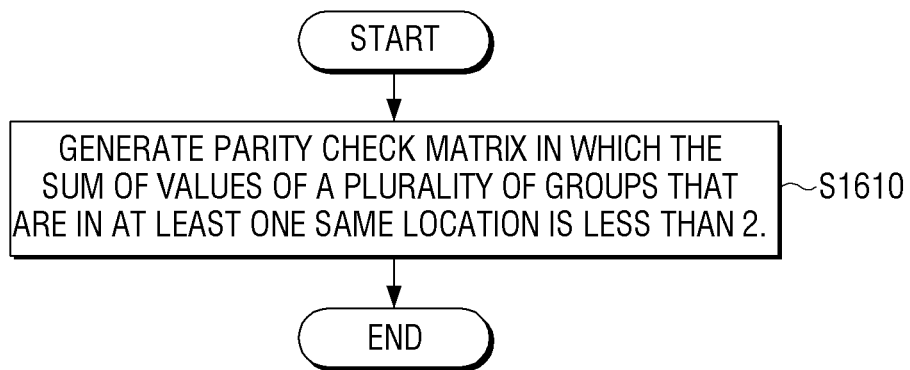 START
GENERATE PARITY CHECK MATRIX IN WHICH THE
SUM OF VALUES OF A PLURALITY OF GROUPS THAT
ARE IN AT LEAST ONE SAME LOCATION IS LESS THAN 2.
S1610
END